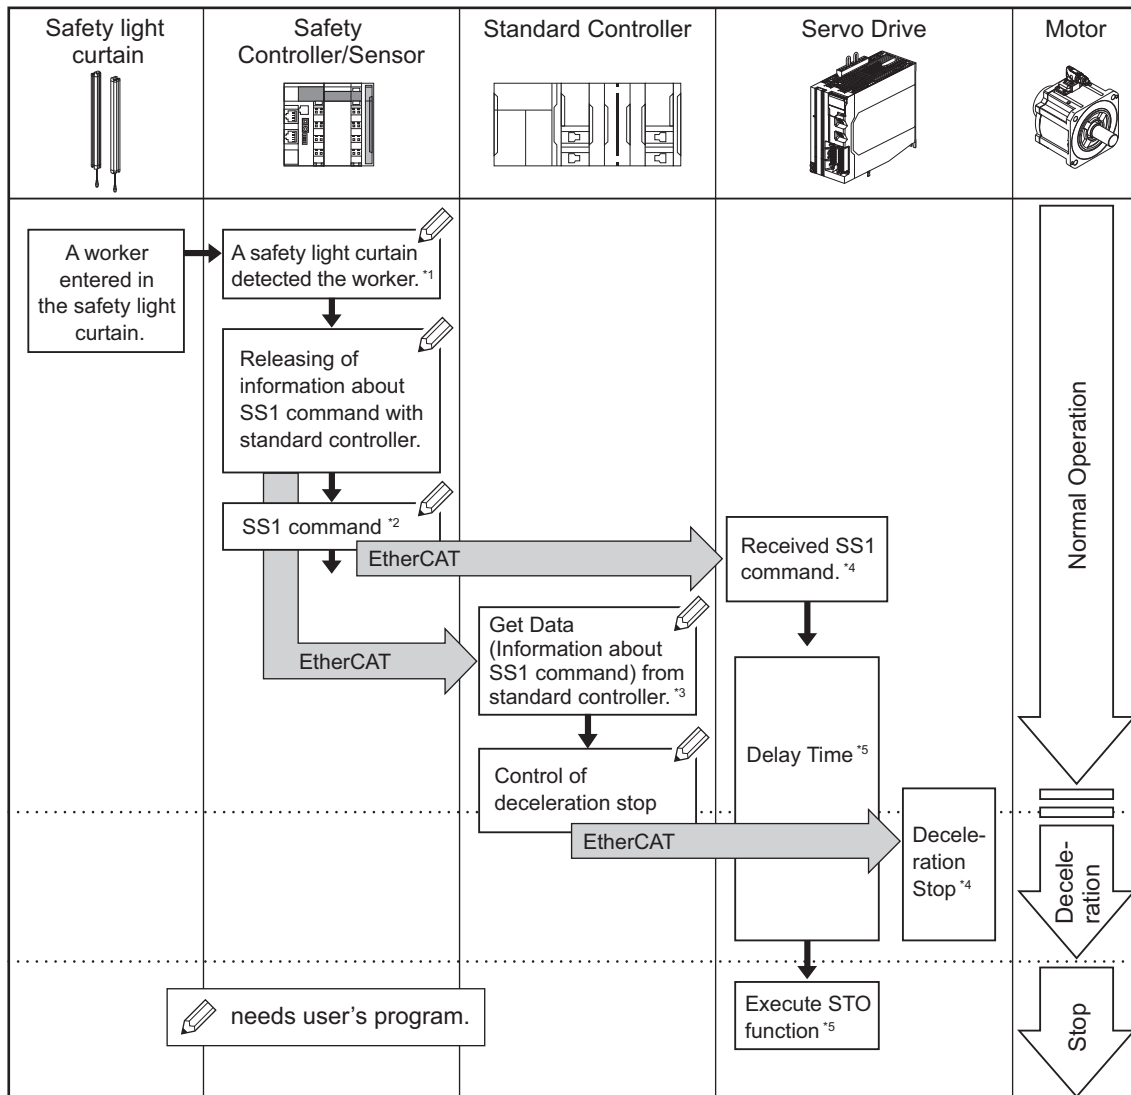 Safety light
curtain
Safety
Controller/Sensor
Standard Controller
Servo Drive
Motor
A worker
entered in
the safety light
curtain.
A safety light curtain
detected the worker. *1
Releasing of
information about
SS1 command with
standard controller.
SS1 command *2
EtherCAT
Received SS1
command. *4
EtherCAT
Get Data
(Information about
SS1 command) from
standard controller. *3
Delay Time *5
Control of
deceleration stop
EtherCAT
Decele-
ration
Stop *4
Execute STO
function *5
Normal Operation
Decele-
ration
Stop
needs user's program.